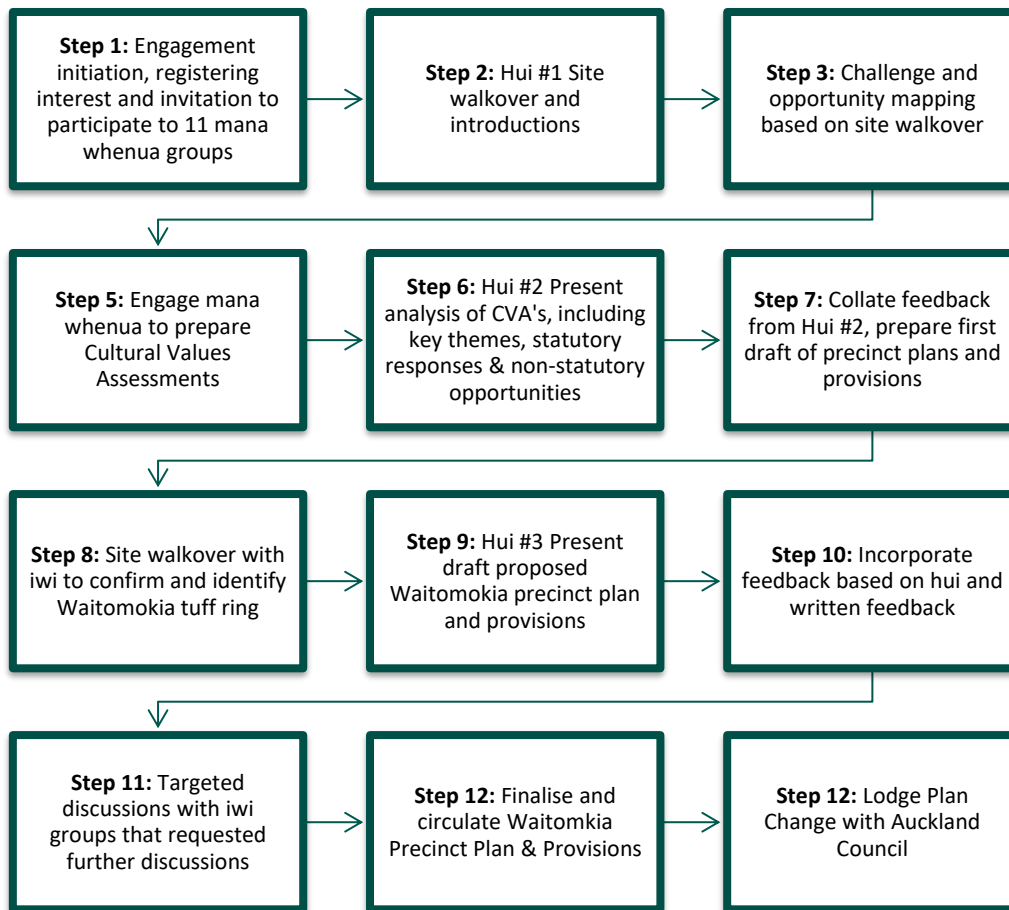 Step 1: Engagement
initiation, registering
interest and invitation to
participate to 11 mana
whenua groups
Step 2: Hui #1 Site
walkover and
introductions
Step 3: Challenge and
opportunity mapping
based on site walkover
Step 5: Engage mana
whenua to prepare
Cultural Values
Assessments
Step 6: Hui #2 Present
analysis of CVA's, including
key themes, statutory
responses & non-statutory
opportunities
Step 7: Collate feedback
from Hui #2, prepare first
draft of precinct plans and
provisions
Step 8: Site walkover with
iwi to confirm and identify
Waitomokia tuff ring
Step 9: Hui #3 Present
draft proposed
Waitomokia precinct plan
and provisions
Step 10: Incorporate
feedback based on hui and
written feedback
Step 11: Targeted
discussions with iwi
groups that requested
further discussions
Step 12: Finalise and
circulate Waitomkia
Precinct Plan & Provisions
Step 12: Lodge Plan
Change with Auckland
Council